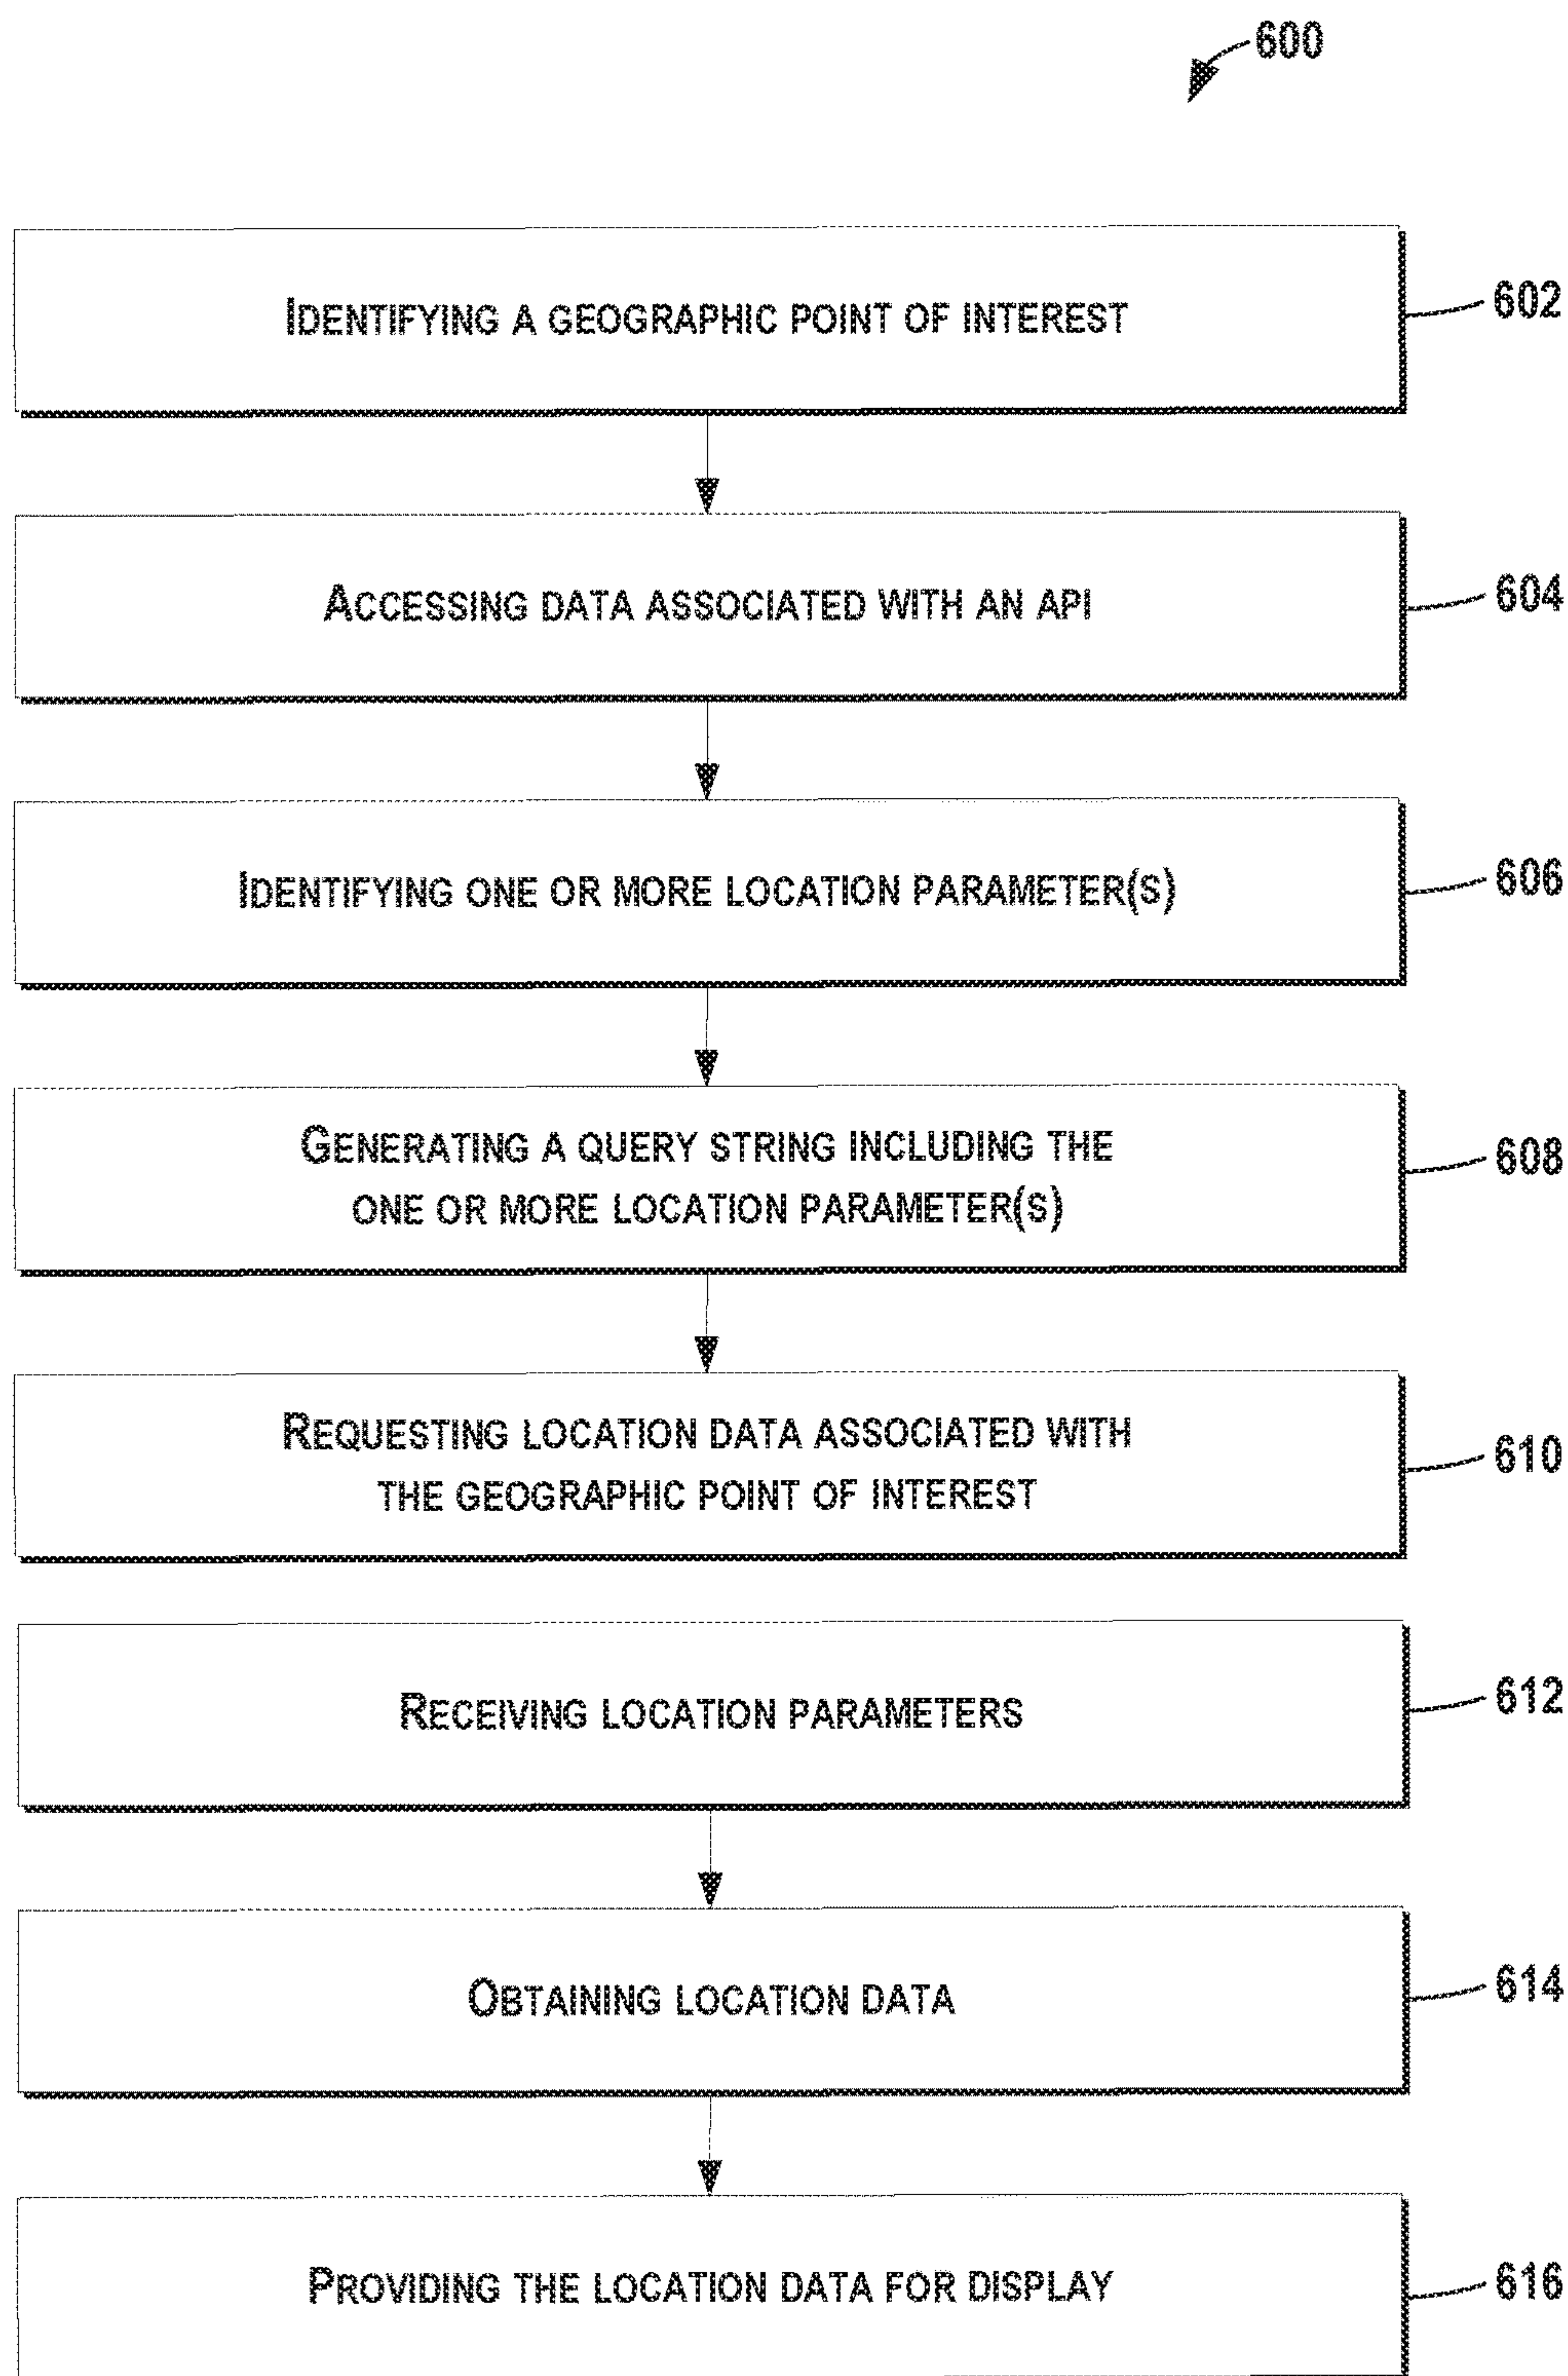 600
IDENTIFYING A GEOGRAPHIC POINT OF INTEREST
602
ACCESSING DATA ASSOCIATED WITH AN API
604
IDENTIFYING ONE OR MORE LOCATION PARAMETER(S)
606
GENERATING A QUERY STRING INCLUDING THE
ONE OR MORE LOCATION PARAMETER(S)
608
REQUESTING LOCATION DATA ASSOCIATED WITH
THE GEOGRAPHIC POINT OF INTEREST
610
RECEIVING LOCATION PARAMETERS
612
OBTAINING LOCATION DATA
614
PROVIDING THE LOCATION DATA FOR DISPLAY
616